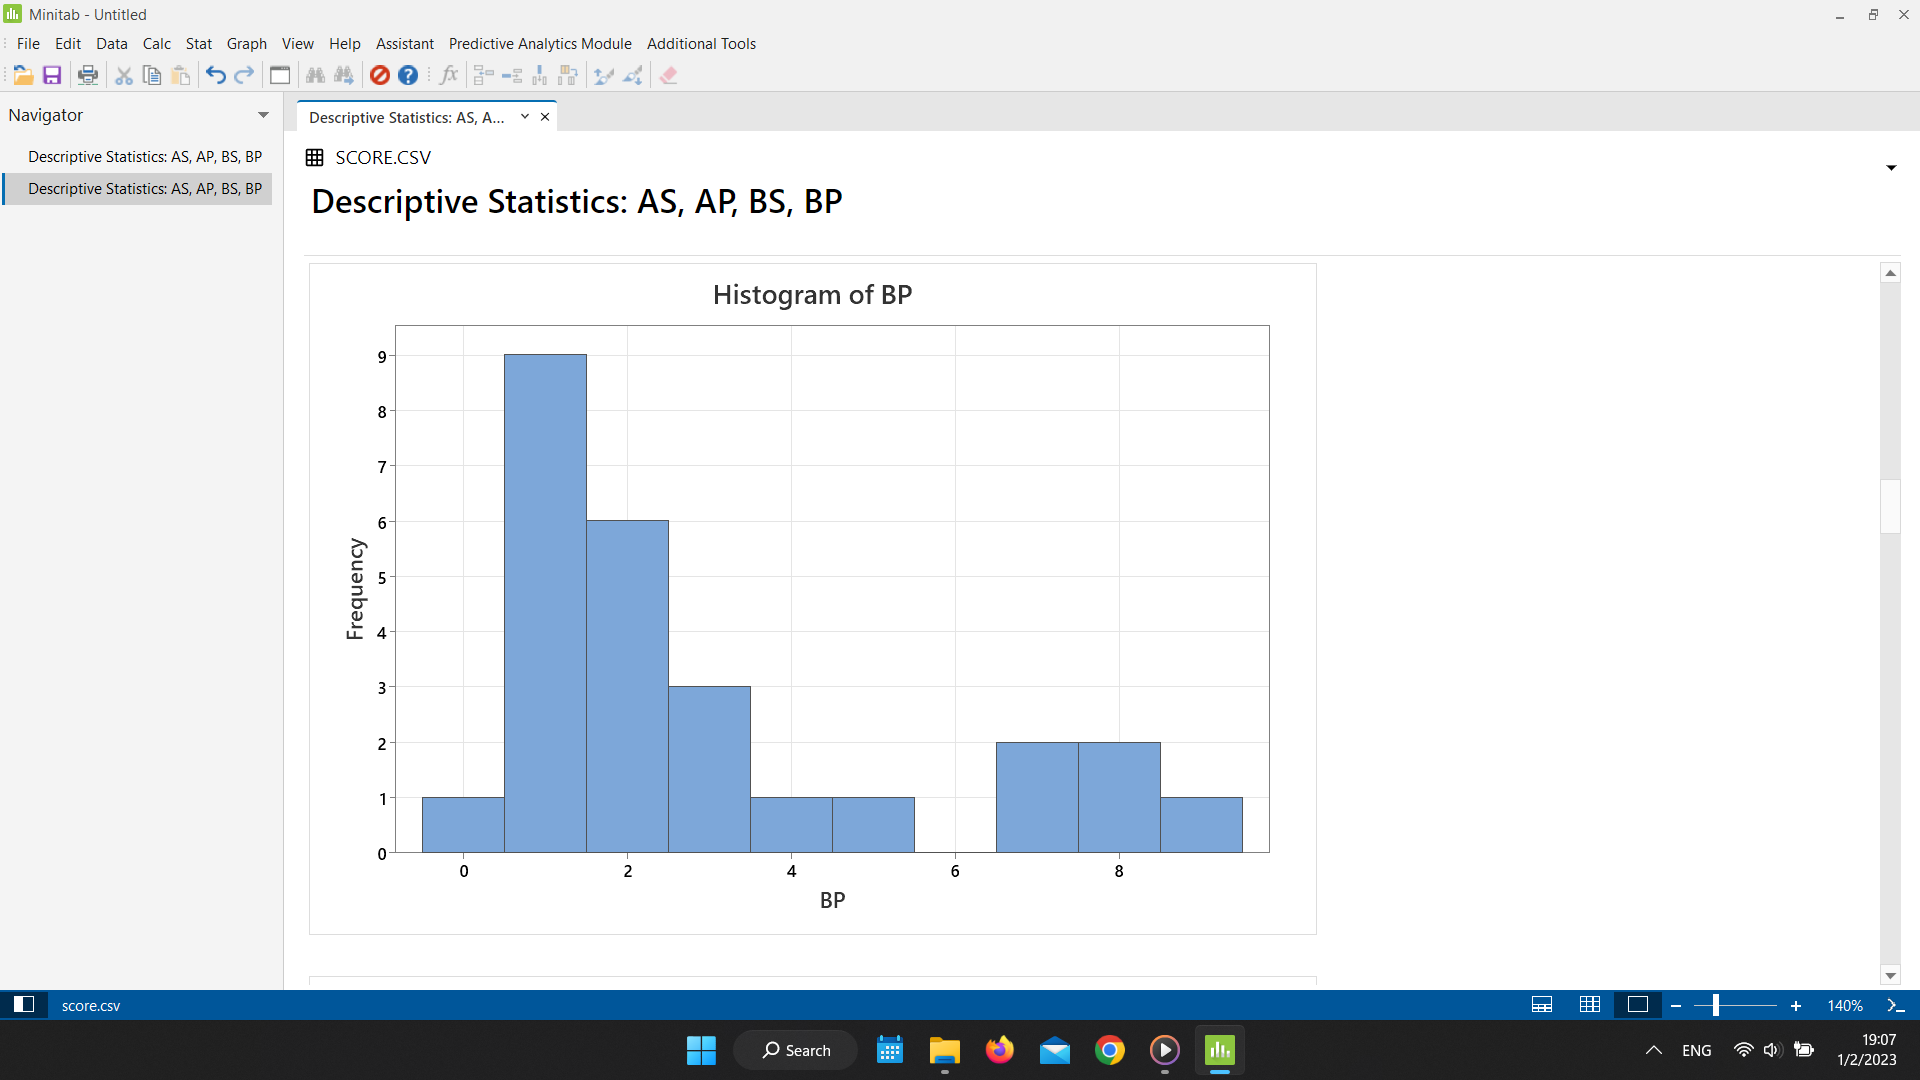 Minitab - Untitled
File Edit Data Calc Stat Graph View Help Assistant Predictive Analytics Module Additional Tools
Navigator
Descriptive Statistics: AS, AP, BS, BP
Descriptive Statistics: AS, AP, BS, BP
Descriptive Statistics: AS, A...
SCORE.CSV
Descriptive Statistics: AS, AP, BS, BP
Histogram of BP
9
8
7
6
5
4
3
2
1
0
Frequency
0 2 4 6 8
BP
score.csv
140%
Search
ENG
19:07
1/2/2023